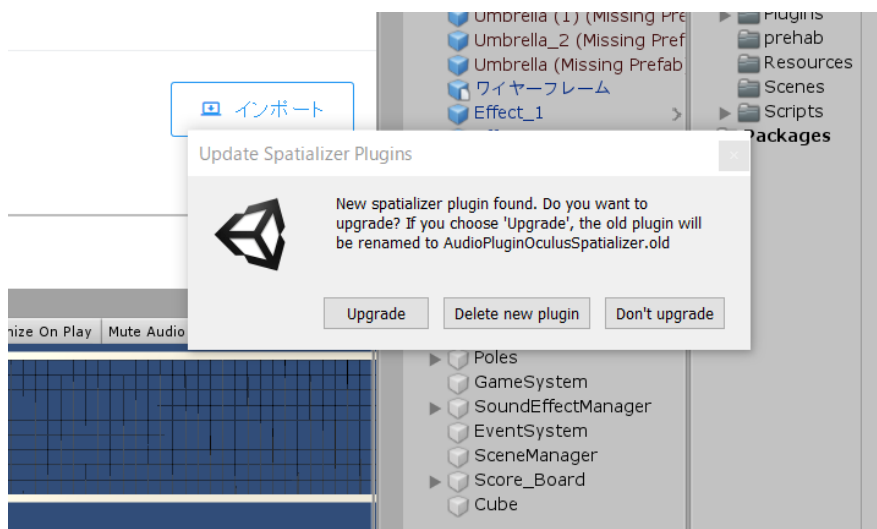 インポート
Umbrella (1) (Missing Pre
Umbrella_2 (Missing Pref
Umbrella (Missing Prefab
ワイヤーフレーム
Effect_1
Plugins
prehab
Resources
Scenes
Scripts
Packages
Update Spatializer Plugins
New spatializer plugin found. Do you want to
upgrade? If you choose 'Upgrade', the old plugin will
be renamed to AudioPluginOculusSpatializer.old
Upgrade
Delete new plugin
Don't upgrade
nize On Play
Mute Audio
Poles
GameSystem
SoundEffectManager
EventSystem
SceneManager
Score_Board
Cube